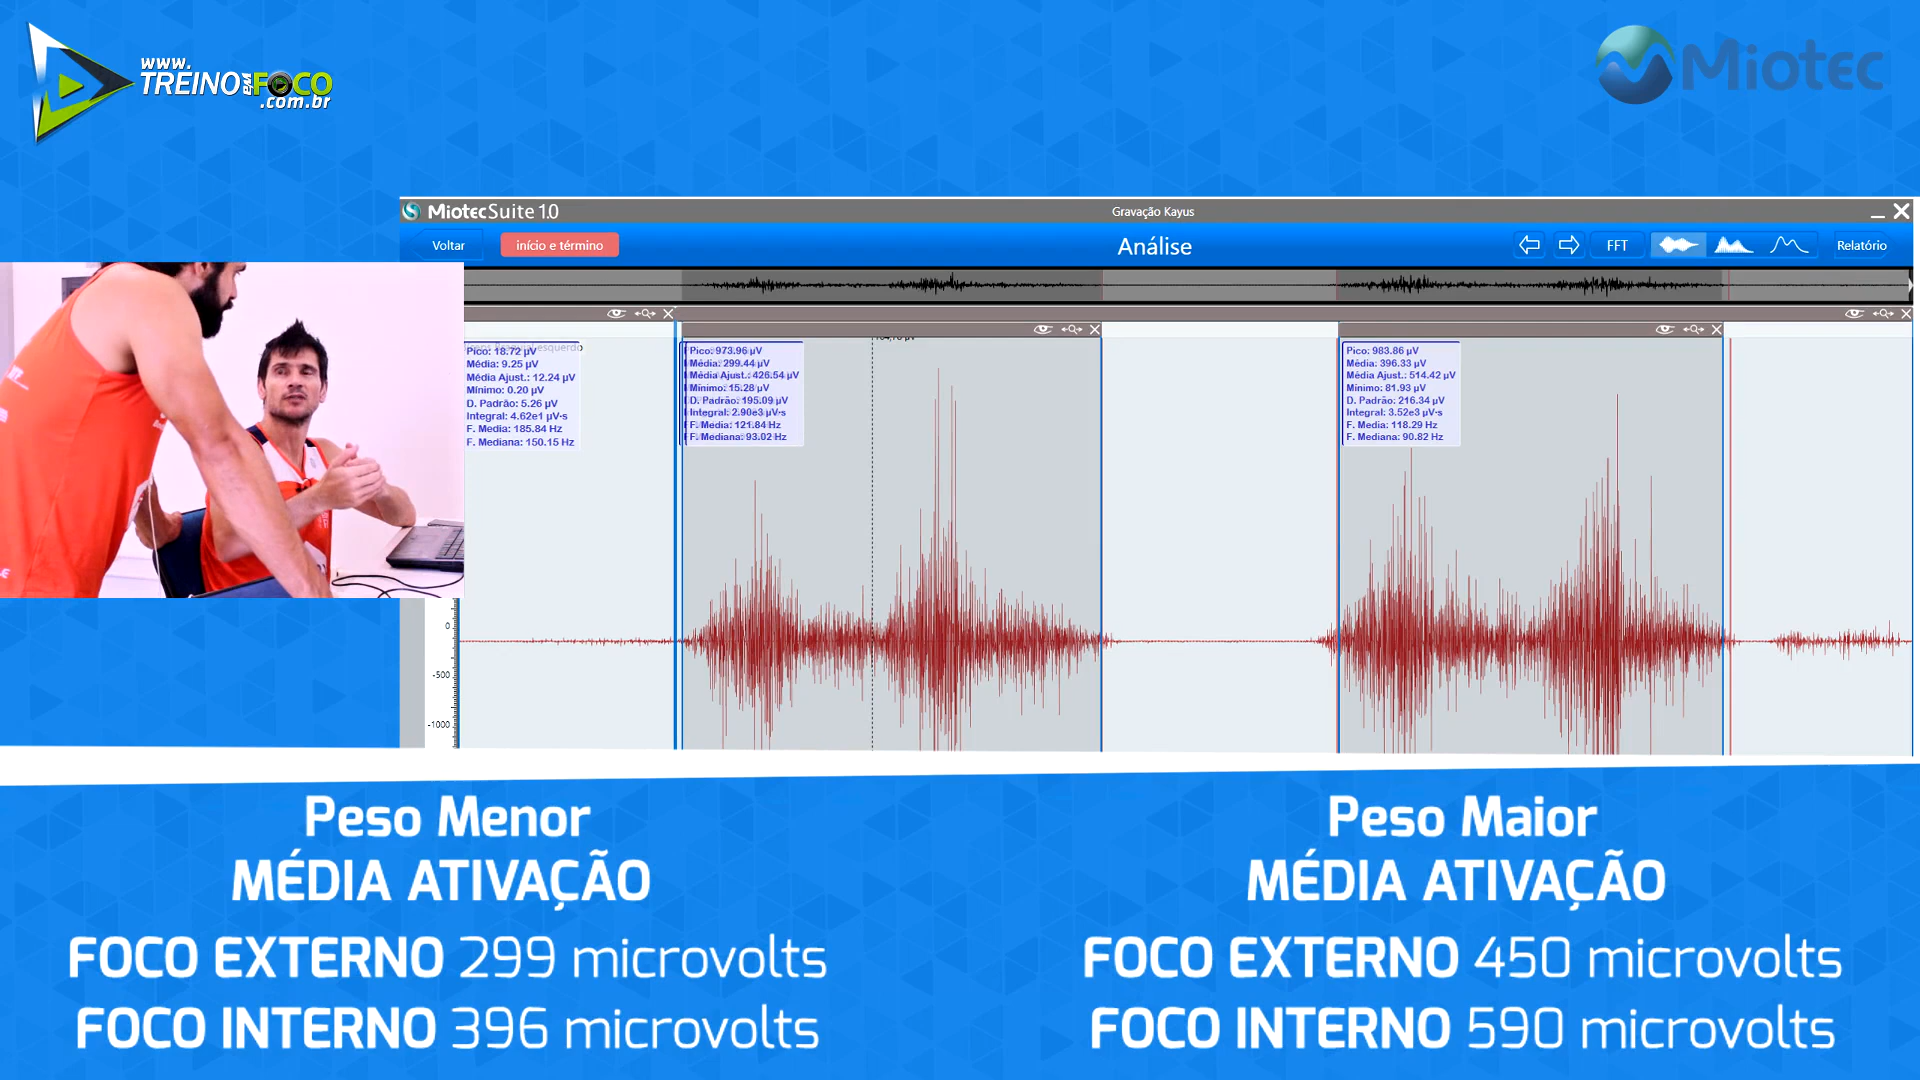 www.
TREINO EM FOCO
.com.br
Miotec
MiotecSuite 1.0
Gravação Kayus
Voltar
início e término
Análise
FFT
Relatório
Pico: 18.72 µV
Média: 9.25 µV
Média Ajust.: 12.24 µV
Mínimo: 0.20 µV
D. Padrão: 5.26 µV
Integral: 4.62e1 µV·s
F. Media: 185.84 Hz
F. Mediana: 150.15 Hz
esquerdo
Pico: 973.96 µV
Média: 299.44 µV
Média Ajust.: 426.54 µV
Mínimo: 15.28 µV
D. Padrão: 195.09 µV
Integral: 2.90e3 µV·s
F. Media: 121.84 Hz
F. Mediana: 93.02 Hz
Pico: 983.86 µV
Média: 396.33 µV
Média Ajust.: 514.42 µV
Mínimo: 81.93 µV
D. Padrão: 216.34 µV
Integral: 3.52e3 µV·s
F. Media: 118.29 Hz
F. Mediana: 90.82 Hz
0
-500
-1000
Peso Menor
MÉDIA ATIVAÇÃO
FOCO EXTERNO 299 microvolts
FOCO INTERNO 396 microvolts
Peso Maior
MÉDIA ATIVAÇÃO
FOCO EXTERNO 450 microvolts
FOCO INTERNO 590 microvolts